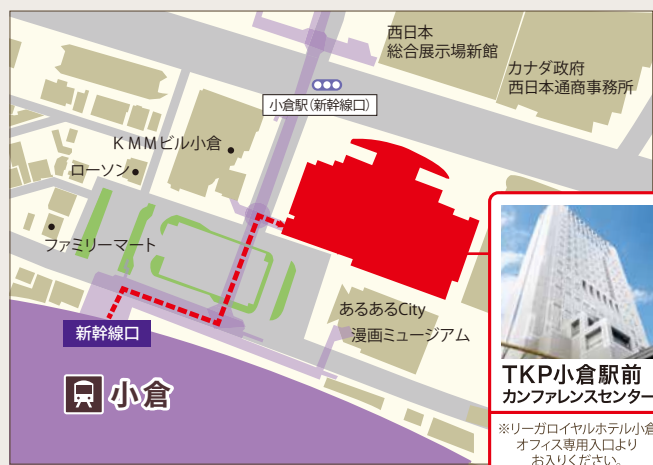 西日本
総合展示場新館
カナダ政府
西日本通商事務所
小倉駅（新幹線口）
KMMビル小倉
ローソン
ファミリーマート
あるあるCity
漫画ミュージアム
新幹線口
小倉
TKP小倉駅前
カンファレンスセンター
※リーガロイヤルホテル小倉
オフィス専用入口より
お入りください。